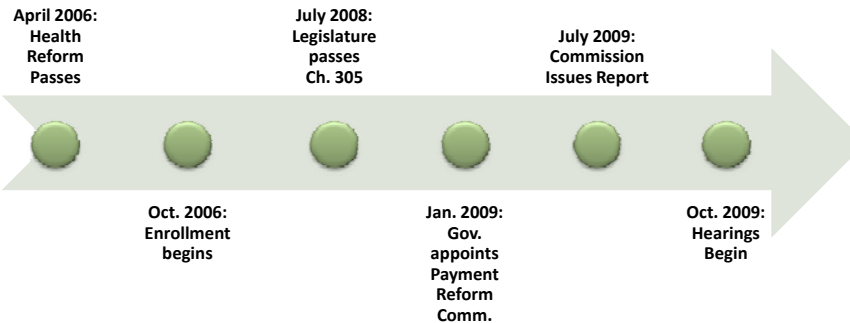 April 2006:
Health
Reform
Passes
Oct. 2006:
Enrollment
begins
July 2008:
Legislature
passes
Ch. 305
Jan. 2009:
Gov.
appoints
Payment
Reform
Comm.
July 2009:
Commission
Issues Report
Oct. 2009:
Hearings
Begin